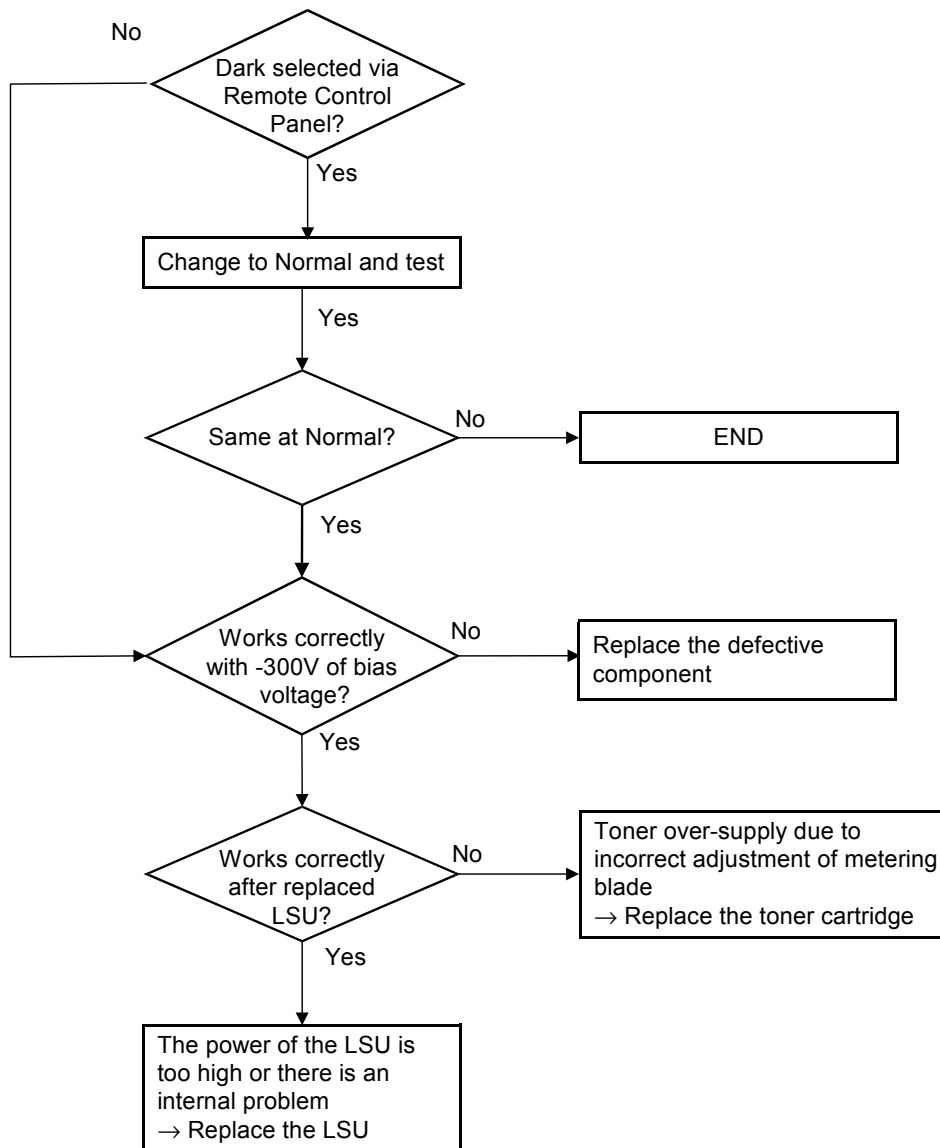 No
Dark selected via
Remote Control
Panel?
Yes
Change to Normal and test
Yes
Same at Normal?
No
END
Yes
Works correctly
with -300V of bias
voltage?
No
Replace the defective
component
Yes
Works correctly
after replaced
LSU?
No
Toner over-supply due to
incorrect adjustment of metering
blade
→ Replace the toner cartridge
Yes
The power of the LSU is
too high or there is an
internal problem
→ Replace the LSU